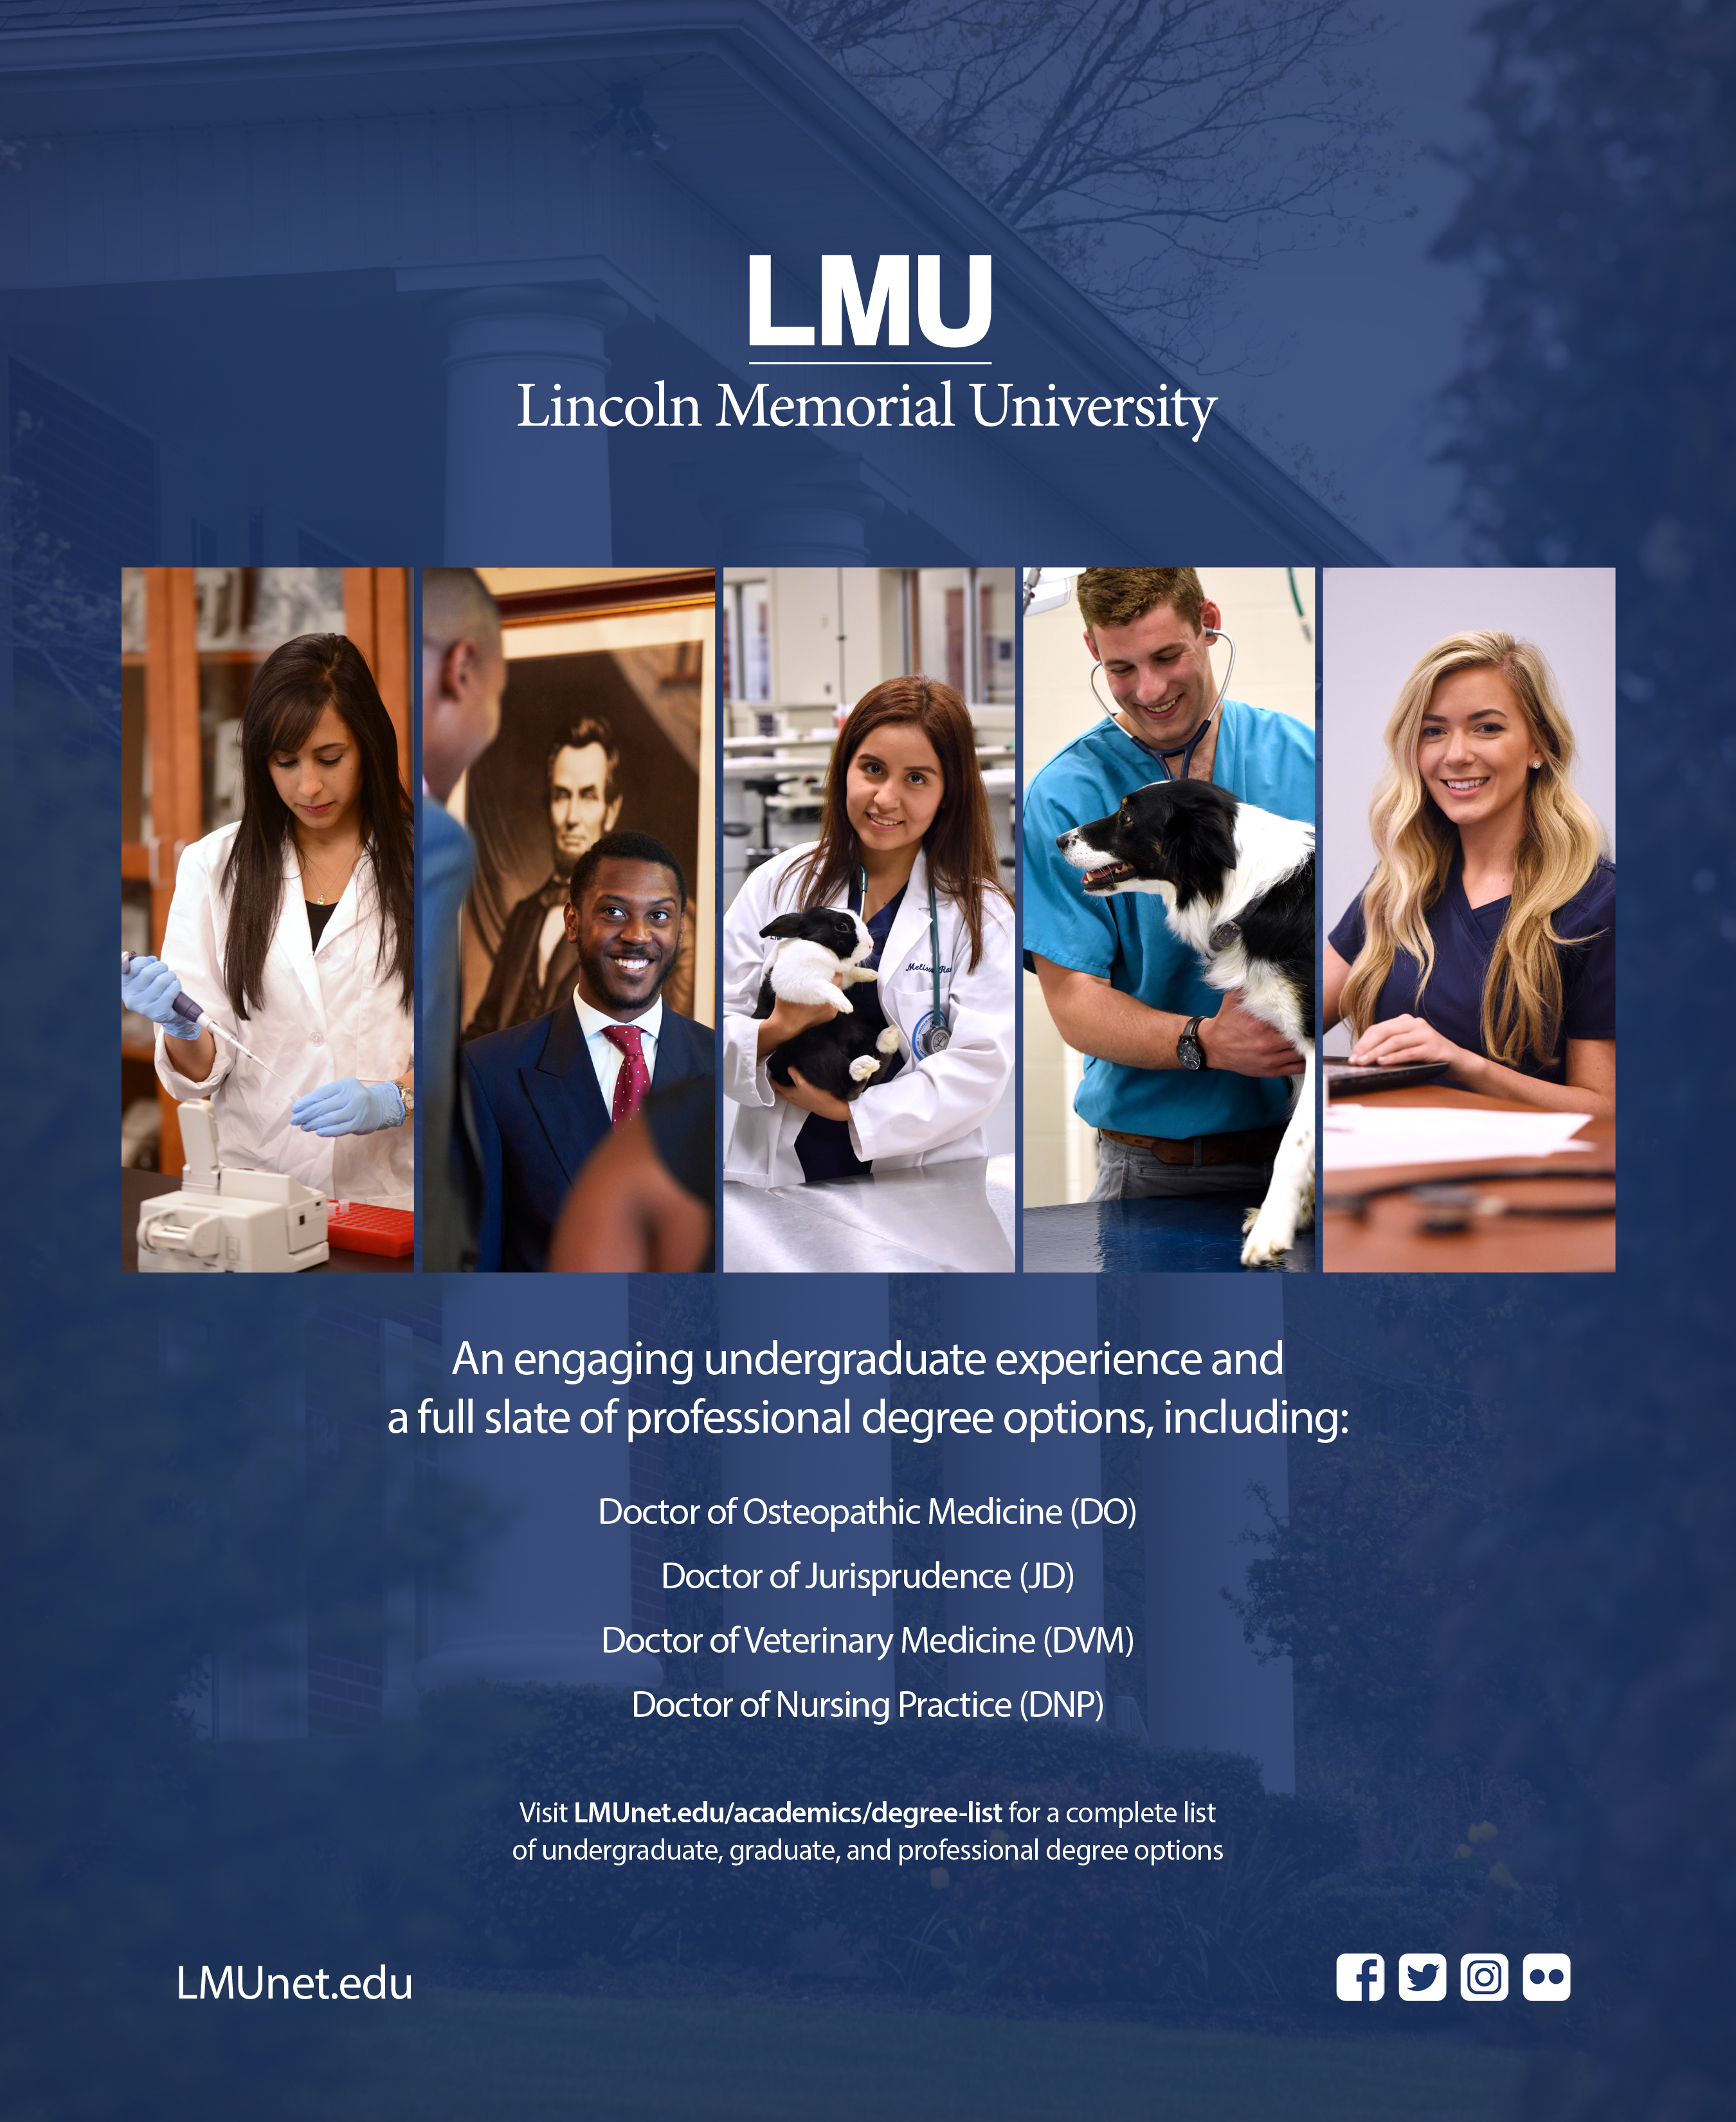 LMU
Lincoln Memorial University
An engaging undergraduate experience and
a full slate of professional degree options, including:
Doctor of Osteopathic Medicine (DO)
Doctor of Jurisprudence (JD)
Doctor of Veterinary Medicine (DVM)
Doctor of Nursing Practice (DNP)
Visit LMUnet.edu/academics/degree-list for a complete list
of undergraduate, graduate, and professional degree options
LMUnet.edu